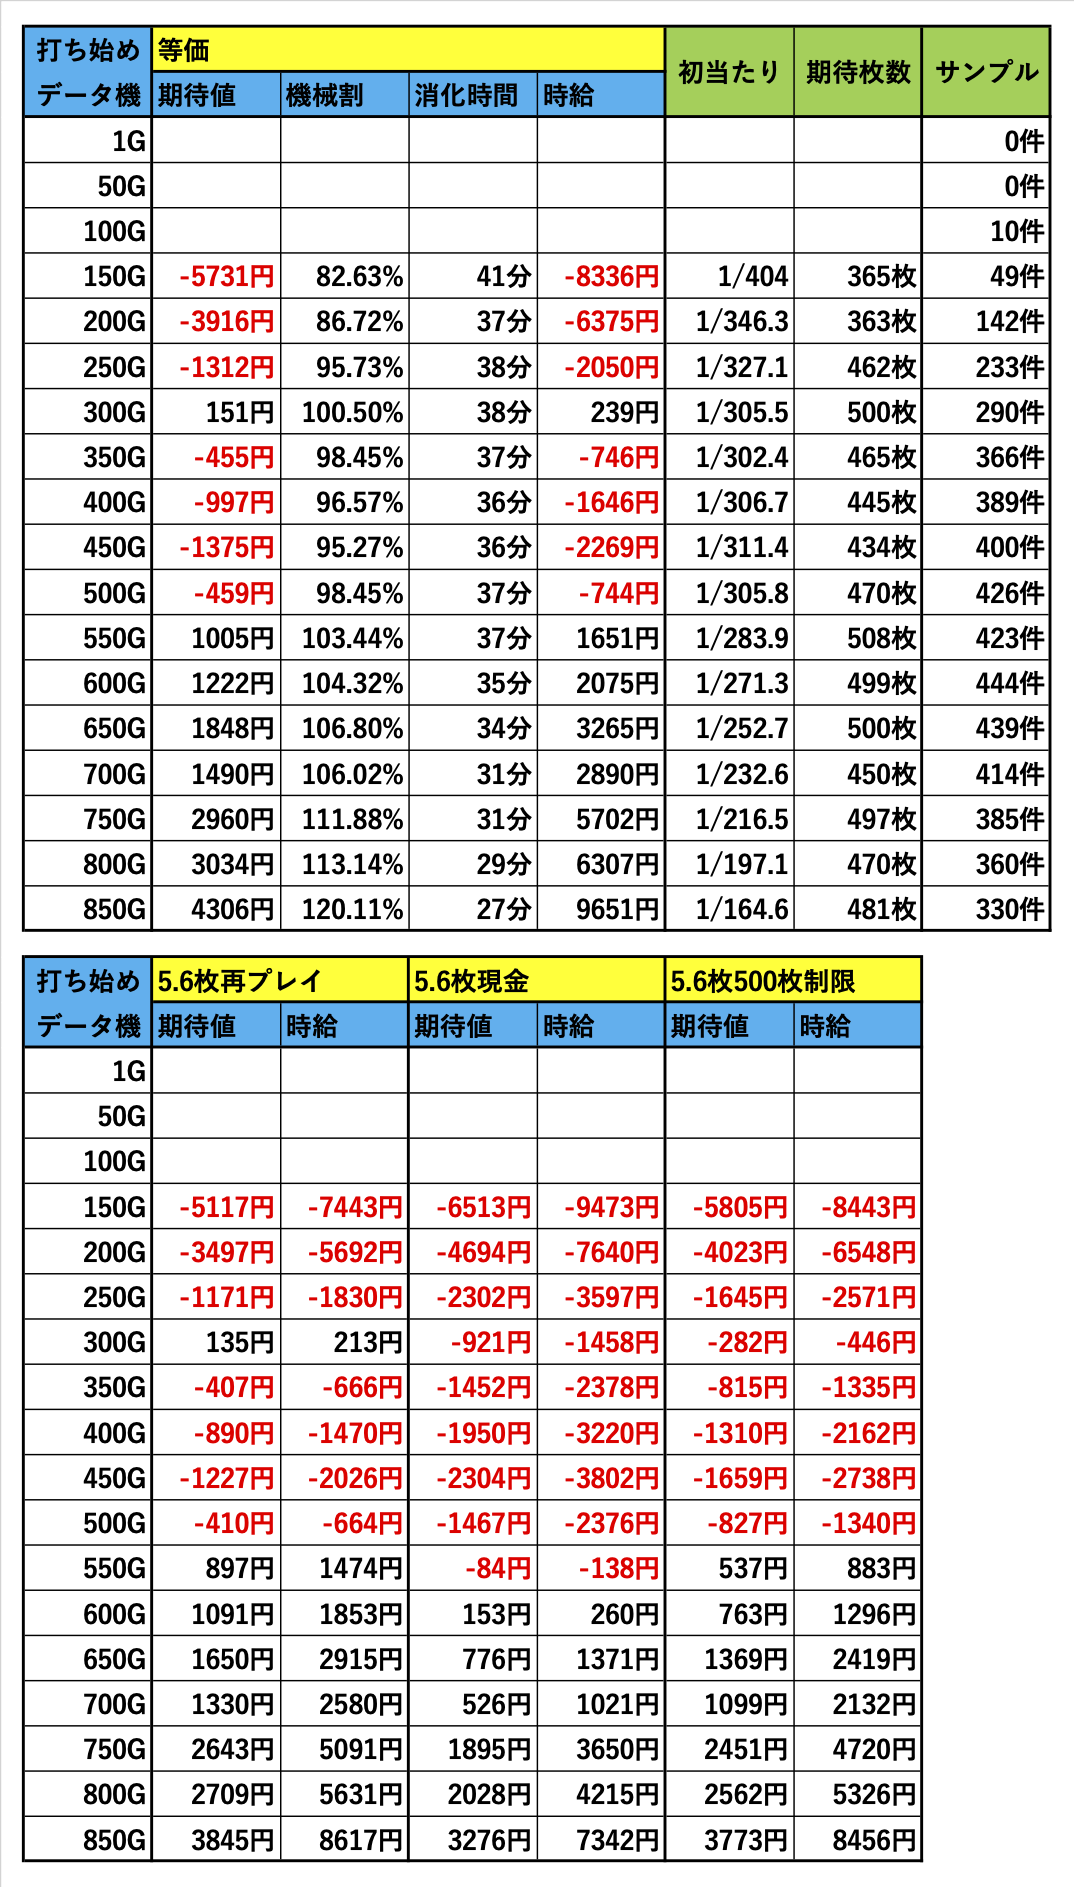 打ち始め 等価 初当たり 期待枚数 サンプル
データ機 期待値 機械割 消化時間 時給
1G 0件
50G 0件
100G 10件
150G -5731円 82.63% 41分 -8336円 1/404 365枚 49件
200G -3916円 86.72% 37分 -6375円 1/346.3 363枚 142件
250G -1312円 95.73% 38分 -2050円 1/327.1 462枚 233件
300G 151円 100.50% 38分 239円 1/305.5 500枚 290件
350G -455円 98.45% 37分 -746円 1/302.4 465枚 366件
400G -997円 96.57% 36分 -1646円 1/306.7 445枚 389件
450G -1375円 95.27% 36分 -2269円 1/311.4 434枚 400件
500G -459円 98.45% 37分 -744円 1/305.8 470枚 426件
550G 1005円 103.44% 37分 1651円 1/283.9 508枚 423件
600G 1222円 104.32% 35分 2075円 1/271.3 499枚 444件
650G 1848円 106.80% 34分 3265円 1/252.7 500枚 439件
700G 1490円 106.02% 31分 2890円 1/232.6 450枚 414件
750G 2960円 111.88% 31分 5702円 1/216.5 497枚 385件
800G 3034円 113.14% 29分 6307円 1/197.1 470枚 360件
850G 4306円 120.11% 27分 9651円 1/164.6 481枚 330件
打ち始め 5.6枚再プレイ 5.6枚現金 5.6枚500枚制限
データ機 期待値 時給 期待値 時給 期待値 時給
1G
50G
100G
150G -5117円 -7443円 -6513円 -9473円 -5805円 -8443円
200G -3497円 -5692円 -4694円 -7640円 -4023円 -6548円
250G -1171円 -1830円 -2302円 -3597円 -1645円 -2571円
300G 135円 213円 -921円 -1458円 -282円 -446円
350G -407円 -666円 -1452円 -2378円 -815円 -1335円
400G -890円 -1470円 -1950円 -3220円 -1310円 -2162円
450G -1227円 -2026円 -2304円 -3802円 -1659円 -2738円
500G -410円 -664円 -1467円 -2376円 -827円 -1340円
550G 897円 1474円 -84円 -138円 537円 883円
600G 1091円 1853円 153円 260円 763円 1296円
650G 1650円 2915円 776円 1371円 1369円 2419円
700G 1330円 2580円 526円 1021円 1099円 2132円
750G 2643円 5091円 1895円 3650円 2451円 4720円
800G 2709円 5631円 2028円 4215円 2562円 5326円
850G 3845円 8617円 3276円 7342円 3773円 8456円